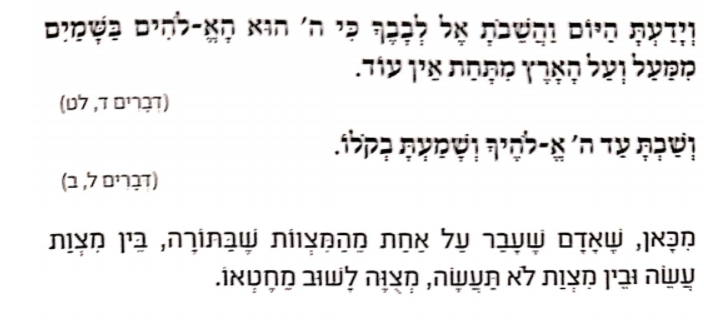 וְיָדַעְתָּ הַיּוֹם וַהֲשֵׁבֹתָ אֶל לְבָבֶךָ כִּי ה' הוּא הָאֱ-לֹהִים בַּשָּׁמַיִם
מִמַּעַל וְעַל הָאָרֶץ מִתָּחַת אֵין עוֹד.
(דְּבָרִים ד, לט)
וְשַׁבְתָּ עַד ה' אֱ-לֹהֶיךָ וְשָׁמַעְתָּ בְקֹלוֹ.
(דְּבָרִים ל, ב)
מִכָּאן, שֶׁאָדָם שֶׁעָבַר עַל אַחַת מֵהַמִּצְווֹת שֶׁבַּתּוֹרָה, בֵּין מִצְוַת
עֲשֵׂה וּבֵין מִצְוַת לֹא תַּעֲשֶׂה, מְצֻוֶּה לָשׁוּב מֵחֶטְאוֹ.